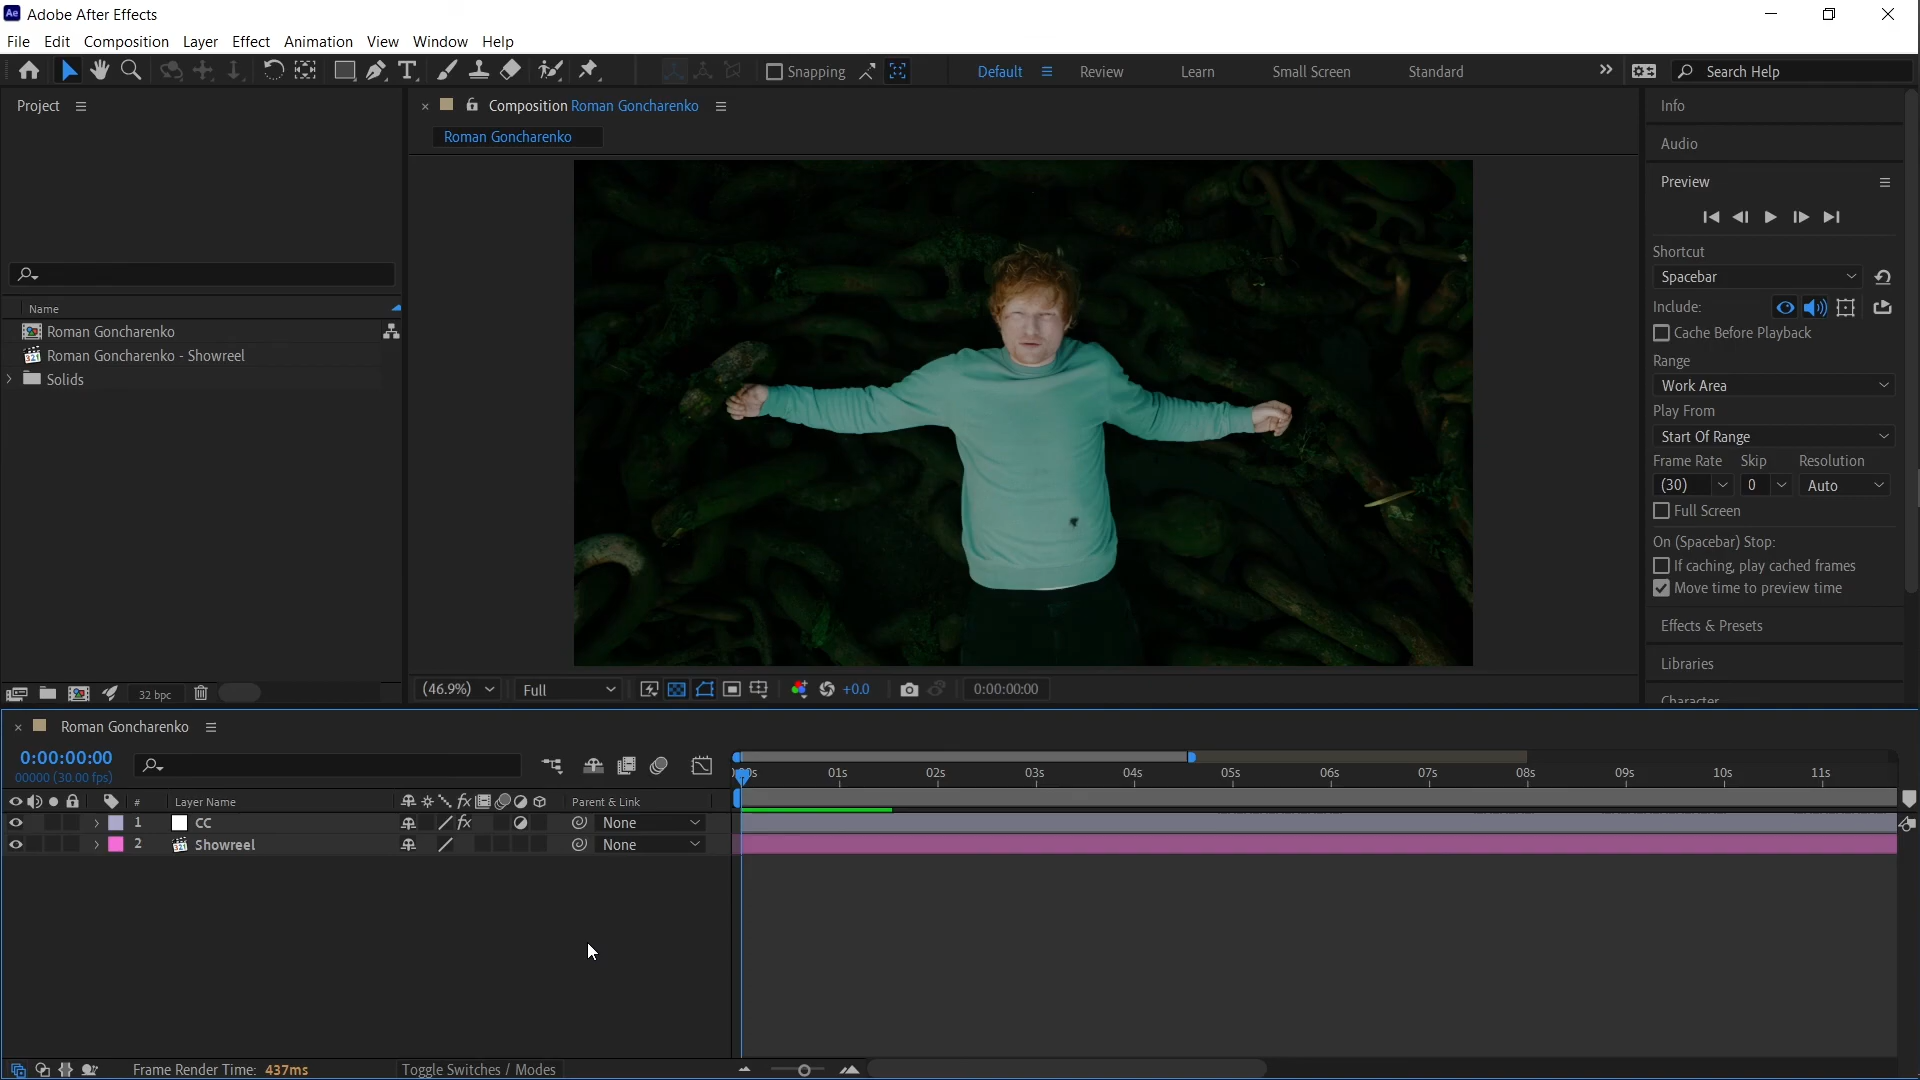 Ae Adobe After Effects
File Edit Composition Layer Effect Animation View Window Help
Snapping Default Review Learn Small Screen Standard Search Help
Project
Name
Roman Goncharenko
Roman Goncharenko - Showreel
Solids
32 bpc
Composition Roman Goncharenko
Roman Goncharenko
(46.9%) Full +0.0 0:00:00:00
Info
Audio
Preview
Shortcut
Spacebar
Include:
Cache Before Playback
Range
Work Area
Play From
Start Of Range
Frame Rate Skip Resolution
(30) 0 Auto
Full Screen
On (Spacebar) Stop:
If caching, play cached frames
Move time to preview time
Effects & Presets
Libraries
Character
Roman Goncharenko
0:00:00:00
00000 (30.00 fps)
01s 02s 03s 04s 05s 06s 07s 08s 09s 10s 11s
# Layer Name fx Parent & Link
1 CC fx None
2 Showreel None
Frame Render Time: 437ms Toggle Switches / Modes